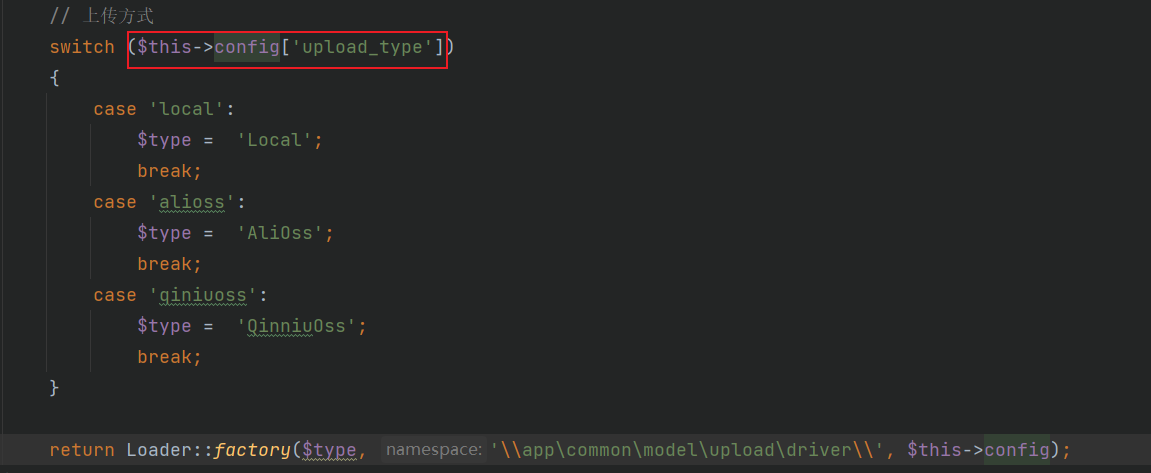 // 上传方式
switch ($this->config['upload_type'])
{
case 'local':
$type = 'Local';
break;
case 'alioss':
$type = 'AliOss';
break;
case 'qiniuoss':
$type = 'QinniuOss';
break;
}
return Loader::factory($type, namespace: '\\app\common\model\upload\driver\\', $this->config);